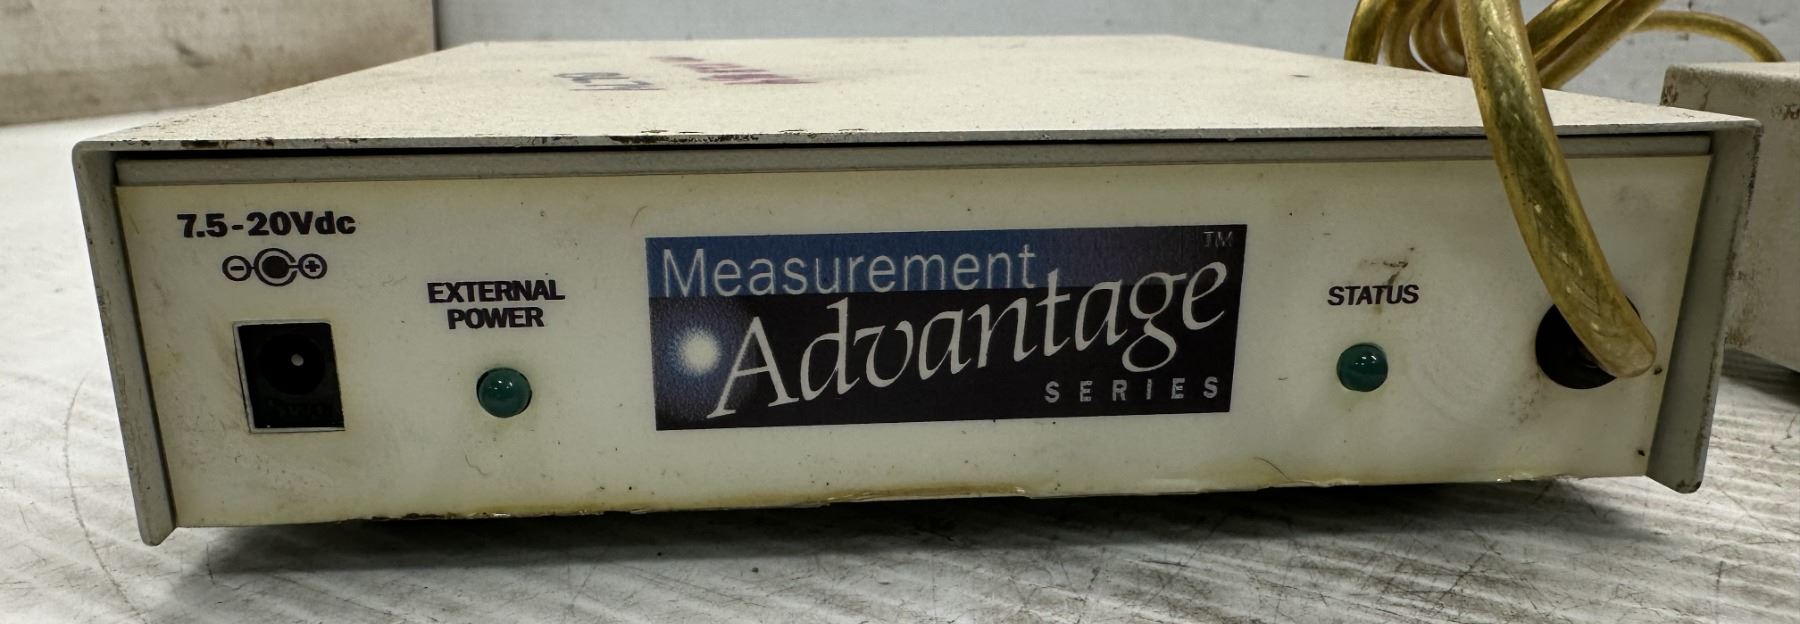 7.5-20Vdc
EXTERNAL
POWER
Measurement
Advantage
™
SERIES
STATUS